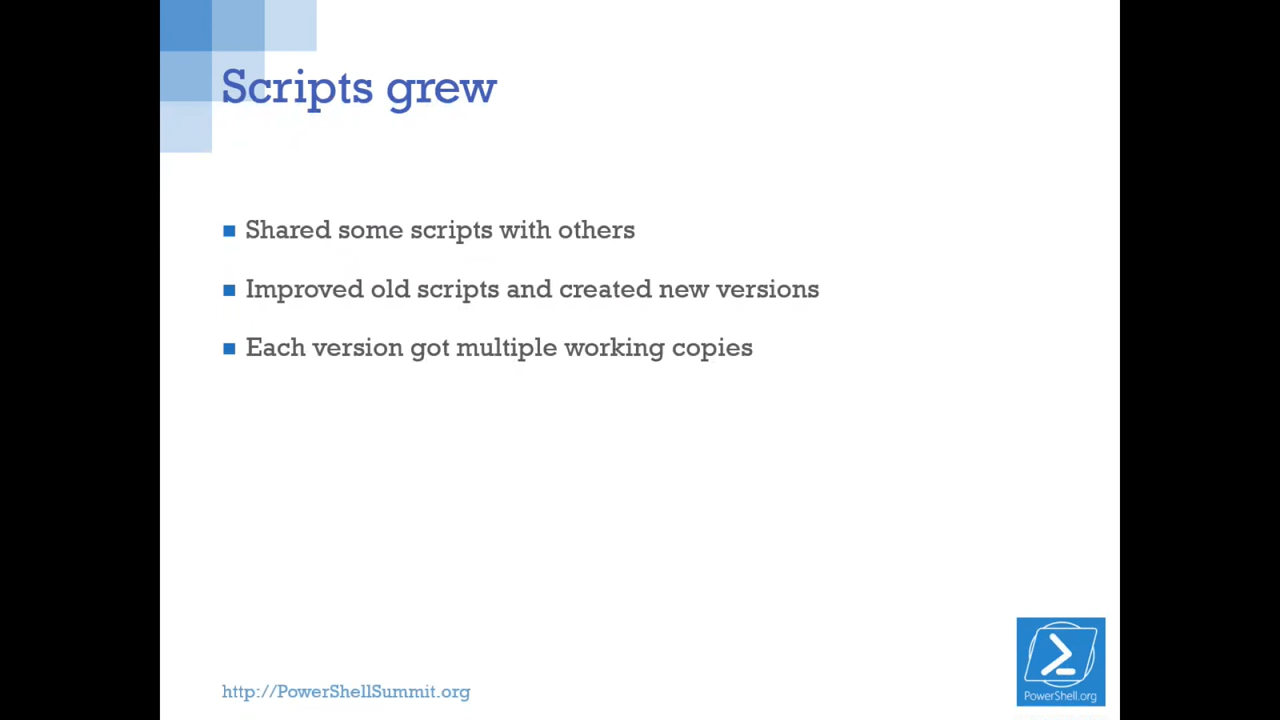 Scripts grew
Shared some scripts with others
Improved old scripts and created new versions
Each version got multiple working copies
http://PowerShellSummit.org
PowerShell.org